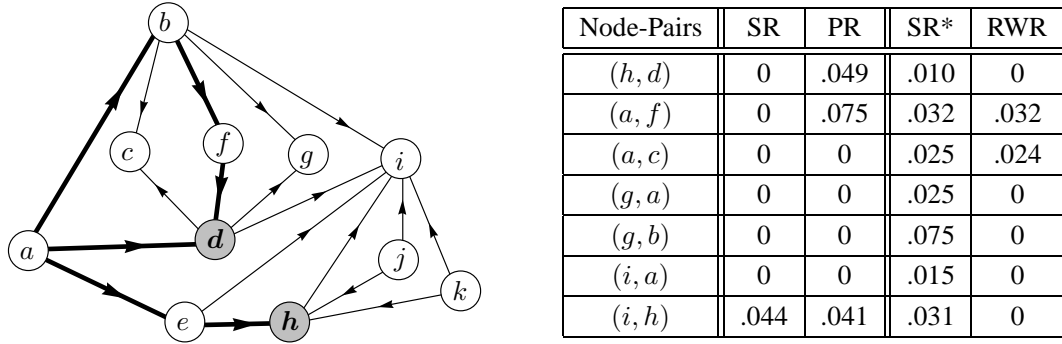 b
f
c
g
i
d
a
j
k
e
h
Node-Pairs SR PR SR* RWR
(h, d) 0 .049 .010 0
(a, f) 0 .075 .032 .032
(a, c) 0 0 .025 .024
(g, a) 0 0 .025 0
(g, b) 0 0 .075 0
(i, a) 0 0 .015 0
(i, h) .044 .041 .031 0